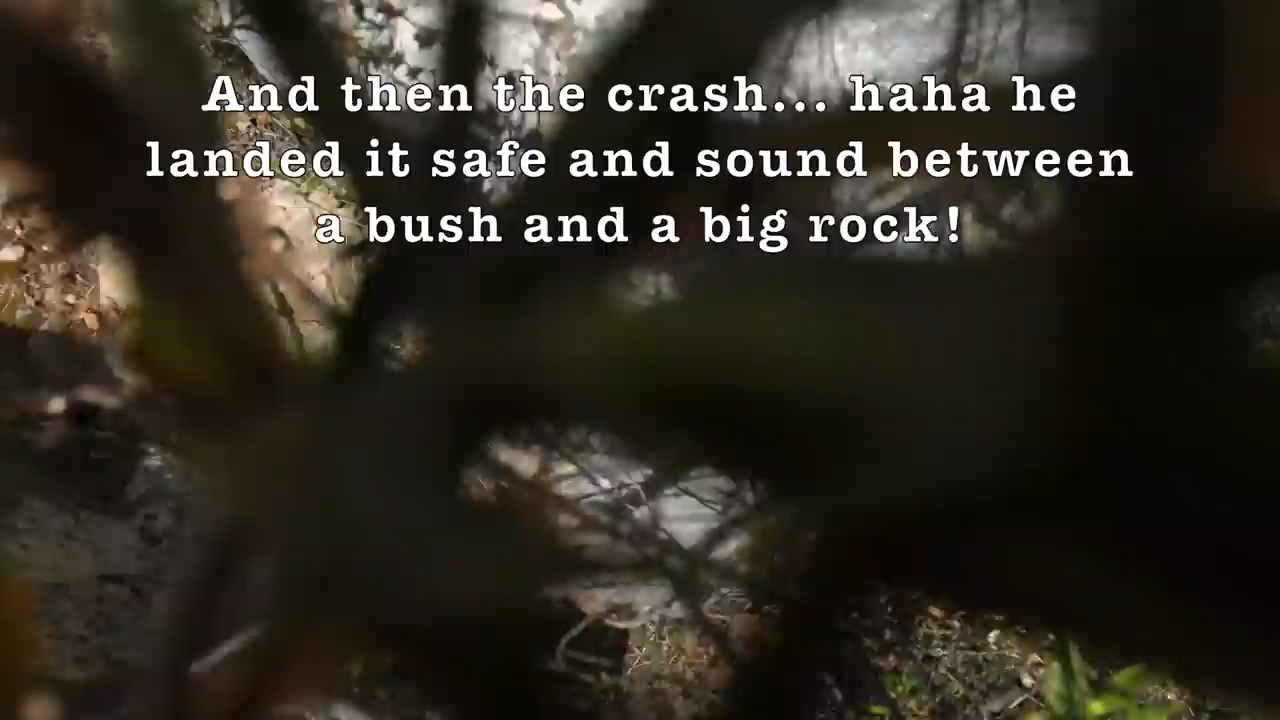 And then the crash... haha he
landed it safe and sound between
a bush and a big rock!